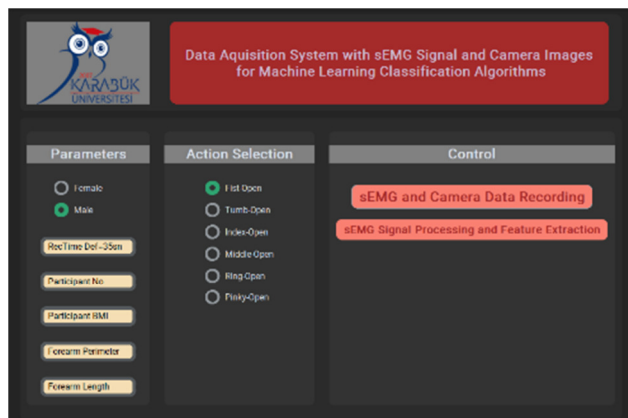 KARABÜK
ÜNİVERSİTESİ
Data Aquisition System with sEMG Signal and Camera Images
for Machine Learning Classification Algorithms
Parameters
Female
Male
RecTime Def=35sn
Participant No
Participant BMI
Forearm Perimeter
Forearm Length
Action Selection
Fist-Open
Tumb-Open
Index-Open
Middle-Open
Ring-Open
Pinky-Open
Control
sEMG and Camera Data Recording
sEMG Signal Processing and Feature Extraction